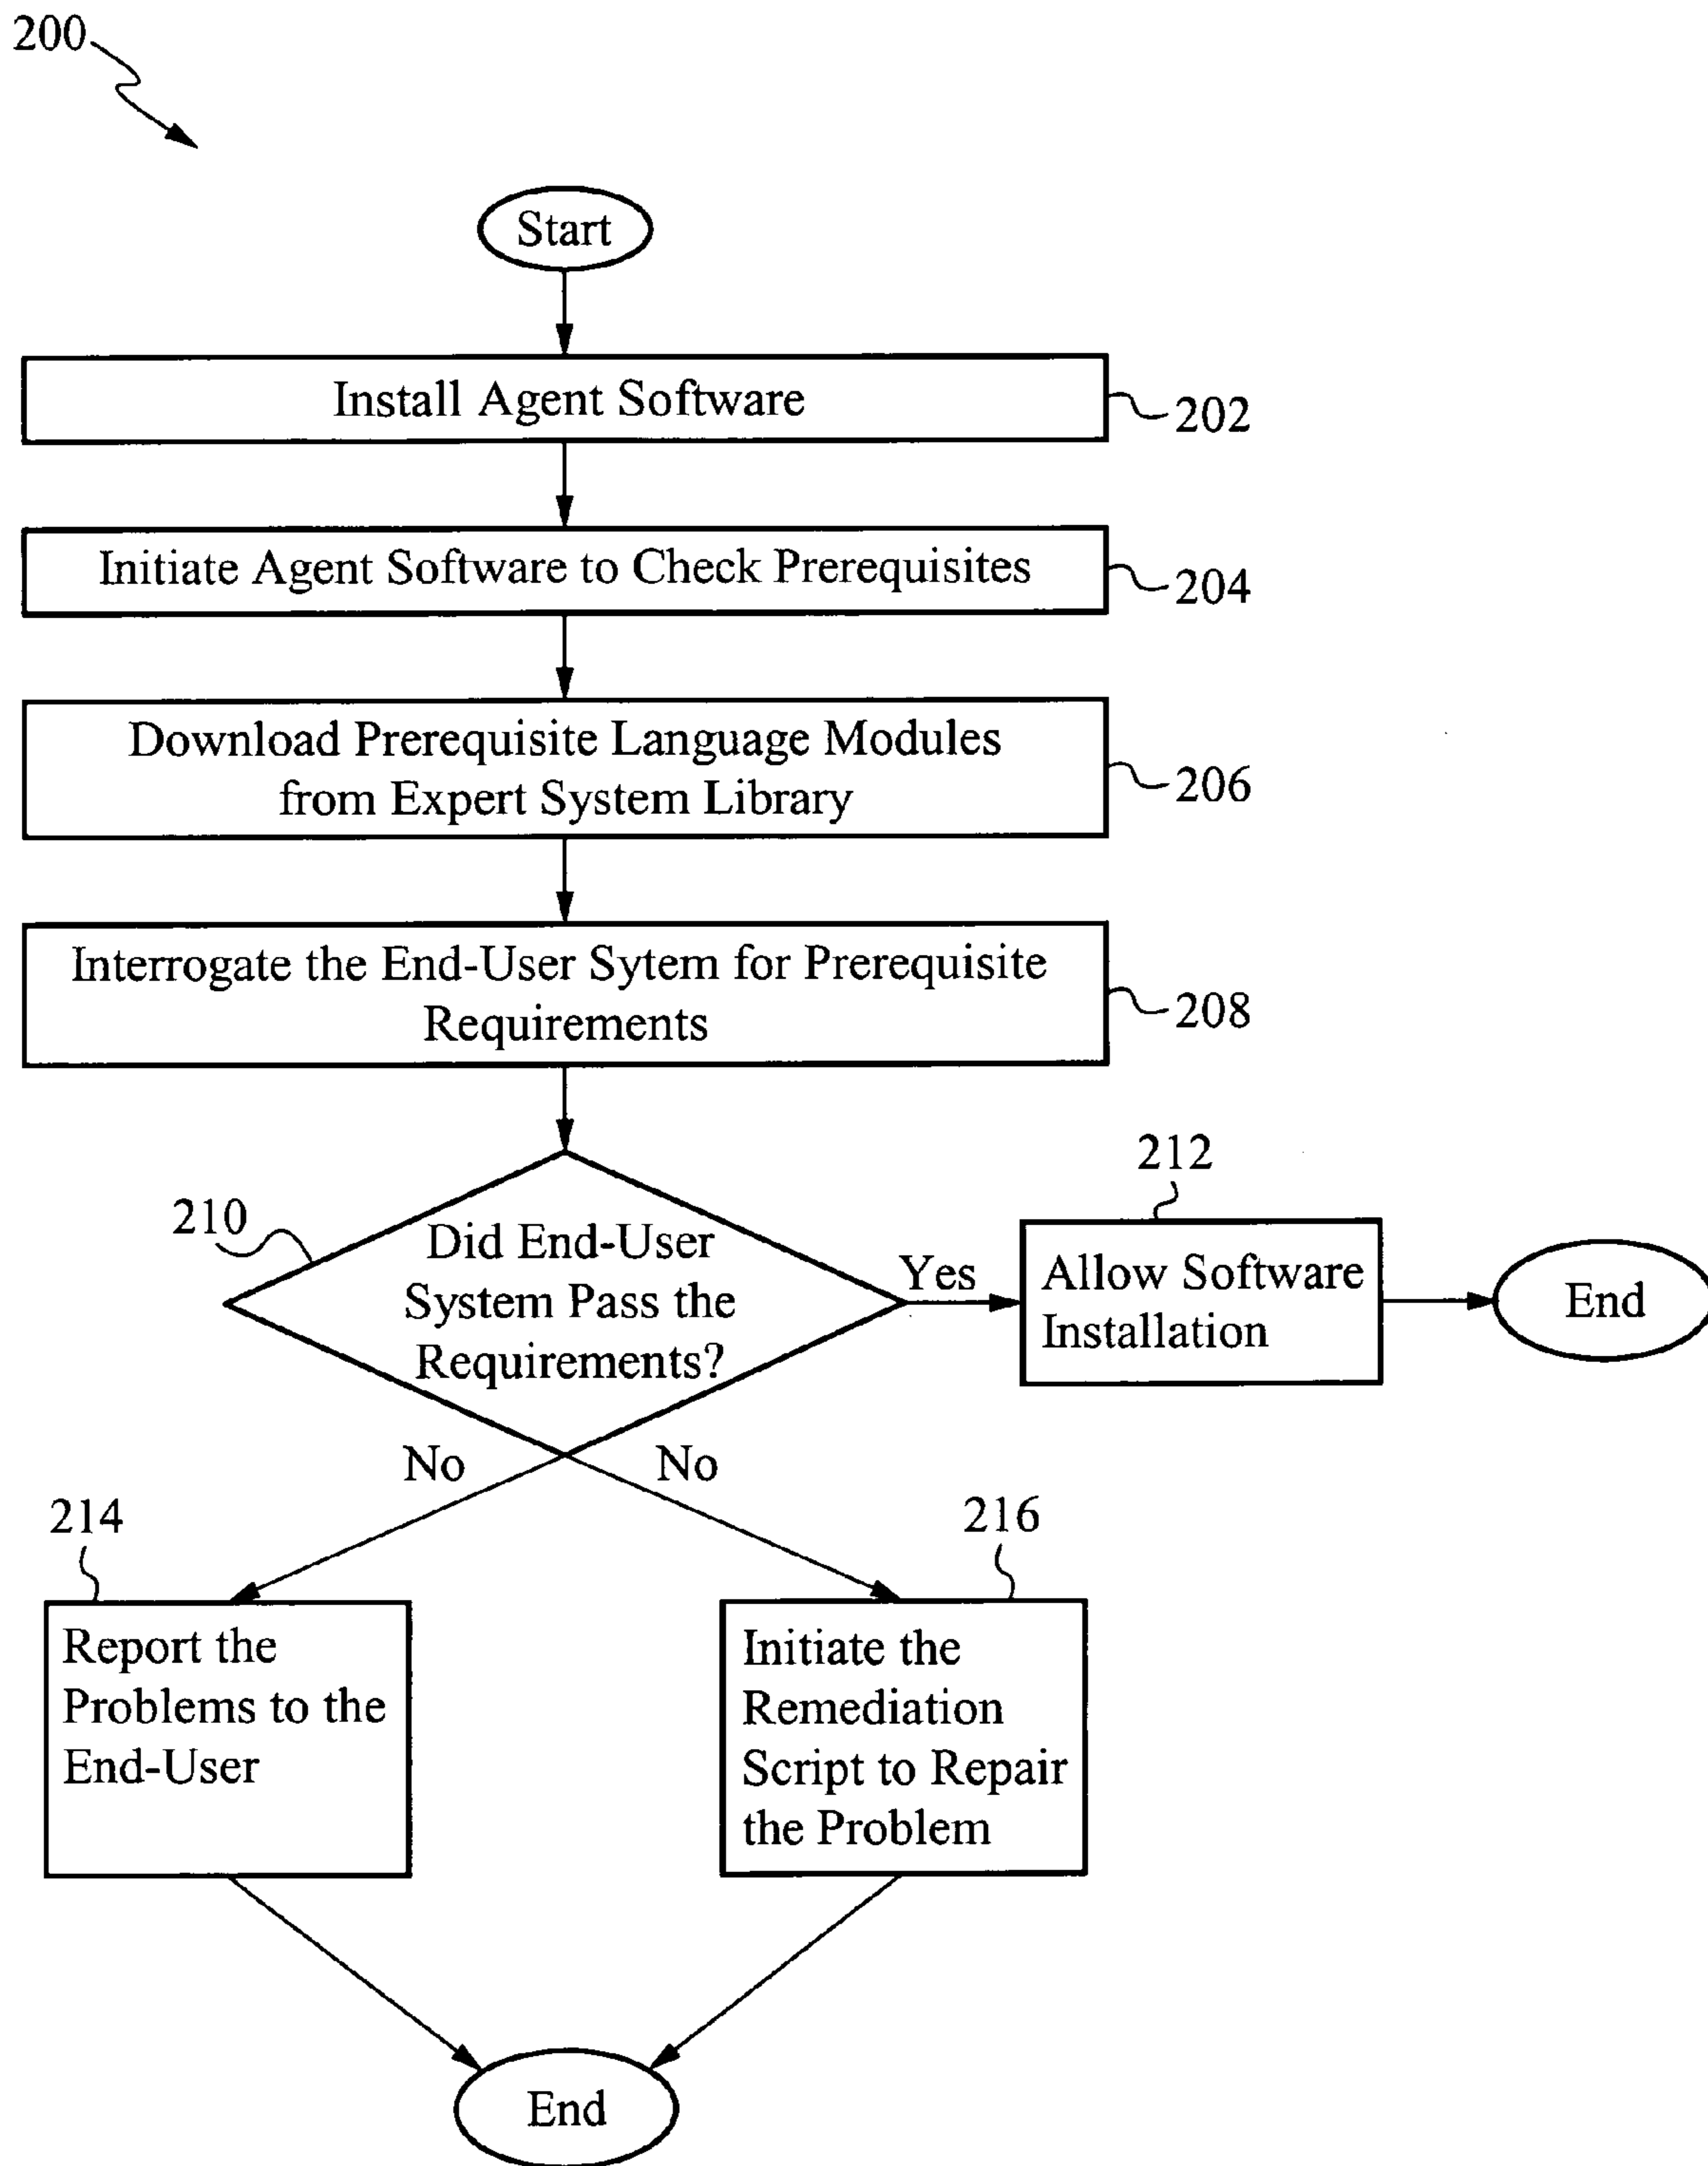 200
Start
Install Agent Software
202
Initiate Agent Software to Check Prerequisites
204
Download Prerequisite Language Modules
from Expert System Library
206
Interrogate the End-User Sytem for Prerequisite
Requirements
208
210
Did End-User
System Pass the
Requirements?
Yes
212
Allow Software
Installation
End
No
No
214
Report the
Problems to the
End-User
216
Initiate the
Remediation
Script to Repair
the Problem
End